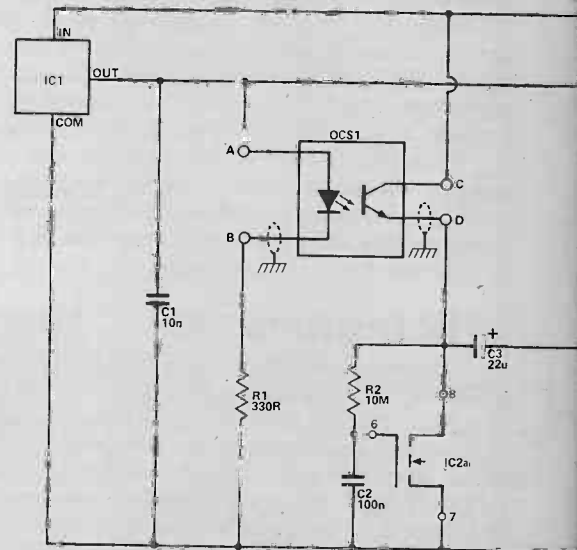 IN
IC1
OUT
COM
OCS1
A
B
C
D
C1
10n
R1
330R
R2
10M
C2
100n
+
C3
22u
8
6
IC2a
7